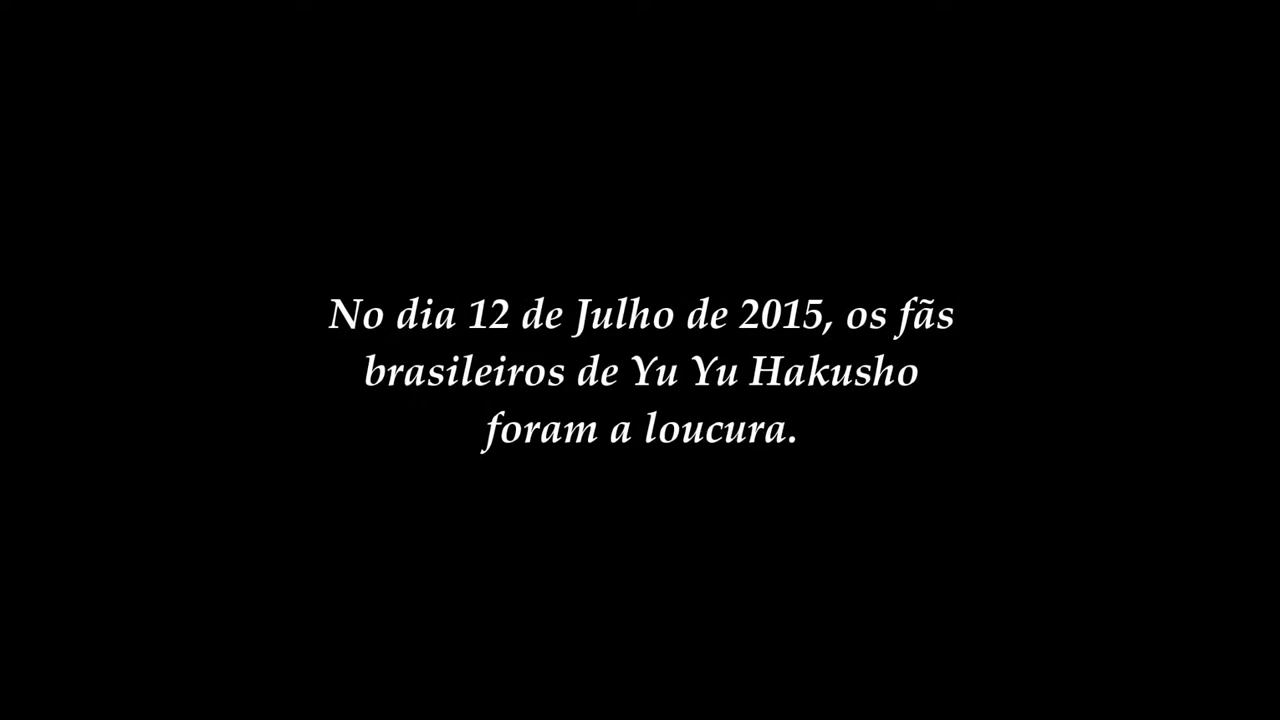 No dia 12 de Julho de 2015, os fãs
brasileiros de Yu Yu Hakusho
foram a loucura.